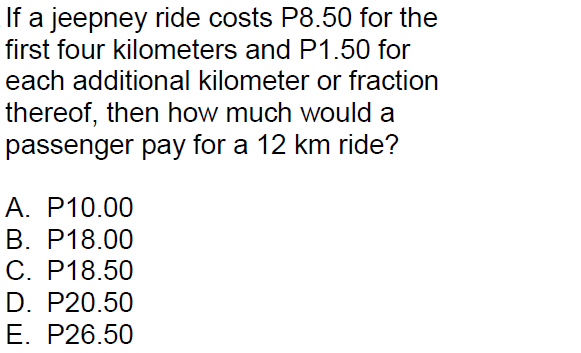 If a jeepney ride costs P8.50 for the
first four kilometers and P1.50 for
each additional kilometer or fraction
thereof, then how much would a
passenger pay for a 12 km ride?
A. P10.00
B. P18.00
C. P18.50
D. P20.50
E. P26.50